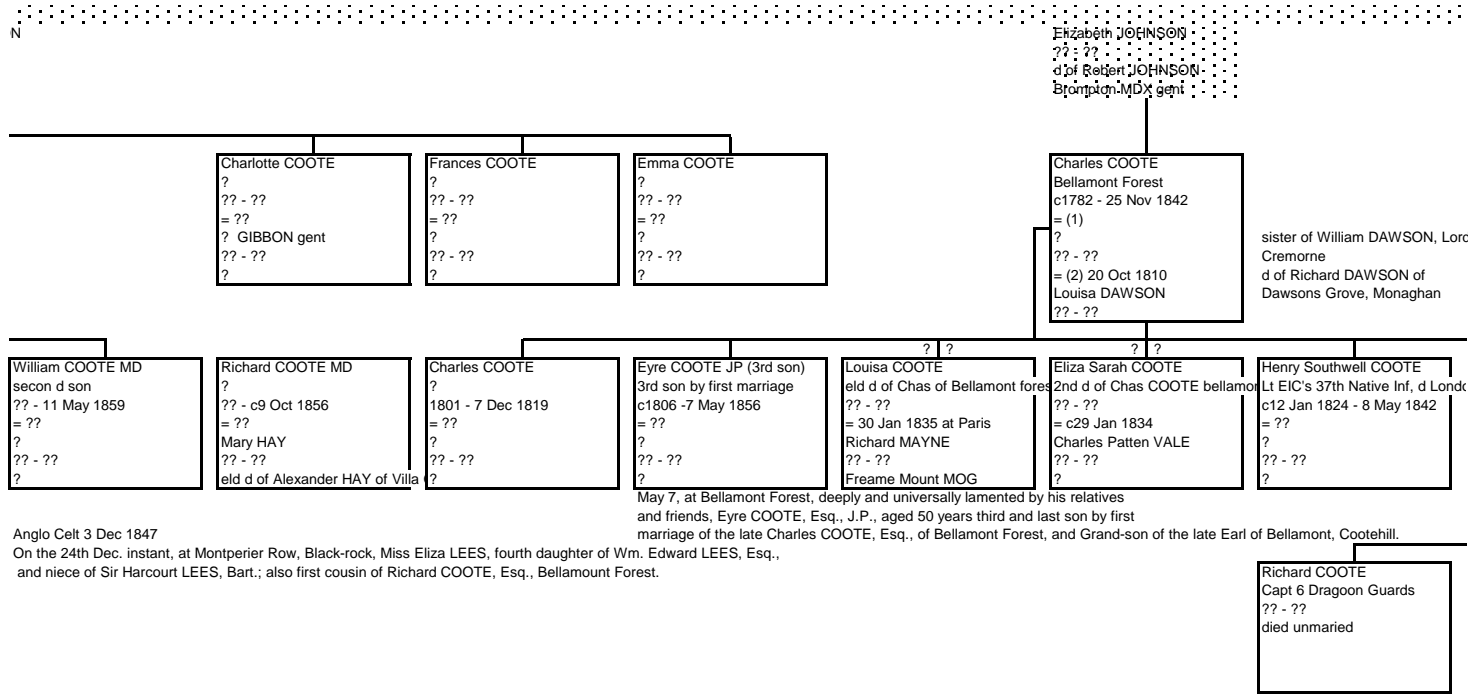 N
Elizabeth JOHNSON
?? - ??
d of Robert JOHNSON
Brompton MDX gent
Charlotte COOTE
?
?? - ??
= ??
? GIBBON gent
?? - ??
?
Frances COOTE
?
?? - ??
= ??
?
?? - ??
?
Emma COOTE
?
?? - ??
= ??
?
?? - ??
?
Charles COOTE
Bellamont Forest
c1782 - 25 Nov 1842
= (1)
?
?? - ??
= (2) 20 Oct 1810
Louisa DAWSON
?? - ??
sister of William DAWSON, Lord
Cremorne
d of Richard DAWSON of
Dawsons Grove, Monaghan
? ?
? ?
William COOTE MD
secon d son
?? - 11 May 1859
= ??
?
?? - ??
?
Richard COOTE MD
?
?? - c9 Oct 1856
= ??
Mary HAY
?? - ??
eld d of Alexander HAY of Villa
Charles COOTE
?
1801 - 7 Dec 1819
= ??
?
?? - ??
?
Eyre COOTE JP (3rd son)
3rd son by first marriage
c1806 -7 May 1856
= ??
?
?? - ??
?
Louisa COOTE
eld d of Chas of Bellamont fores
?? - ??
= 30 Jan 1835 at Paris
Richard MAYNE
?? - ??
Freame Mount MOG
Eliza Sarah COOTE
2nd d of Chas COOTE bellamon
?? - ??
= c29 Jan 1834
Charles Patten VALE
?? - ??
?
Henry Southwell COOTE
Lt EIC's 37th Native Inf, d Londo
c12 Jan 1824 - 8 May 1842
= ??
?
?? - ??
?
May 7, at Bellamont Forest, deeply and universally lamented by his relatives
and friends, Eyre COOTE, Esq., J.P., aged 50 years third and last son by first
marriage of the late Charles COOTE, Esq., of Bellamont Forest, and Grand-son of the late Earl of Bellamont, Cootehill.
Anglo Celt 3 Dec 1847
On the 24th Dec. instant, at Montperier Row, Black-rock, Miss Eliza LEES, fourth daughter of Wm. Edward LEES, Esq.,
and niece of Sir Harcourt LEES, Bart.; also first cousin of Richard COOTE, Esq., Bellamount Forest.
Richard COOTE
Capt 6 Dragoon Guards
?? - ??
died unmaried